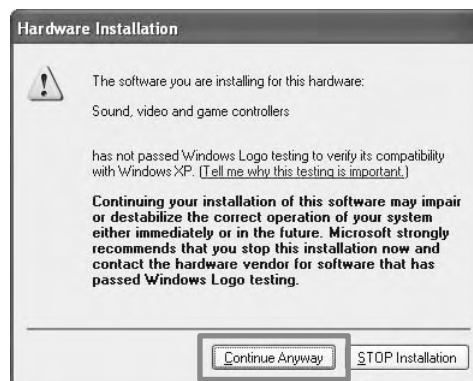 Hardware Installation
The software you are installing for this hardware:
Sound, video and game controllers
has not passed Windows Logo testing to verify its compatibility
with Windows XP. (Tell me why this testing is important.)
Continuing your installation of this software may impair
or destabilize the correct operation of your system
either immediately or in the future. Microsoft strongly
recommends that you stop this installation now and
contact the hardware vendor for software that has
passed Windows Logo testing.
Continue Anyway STOP Installation